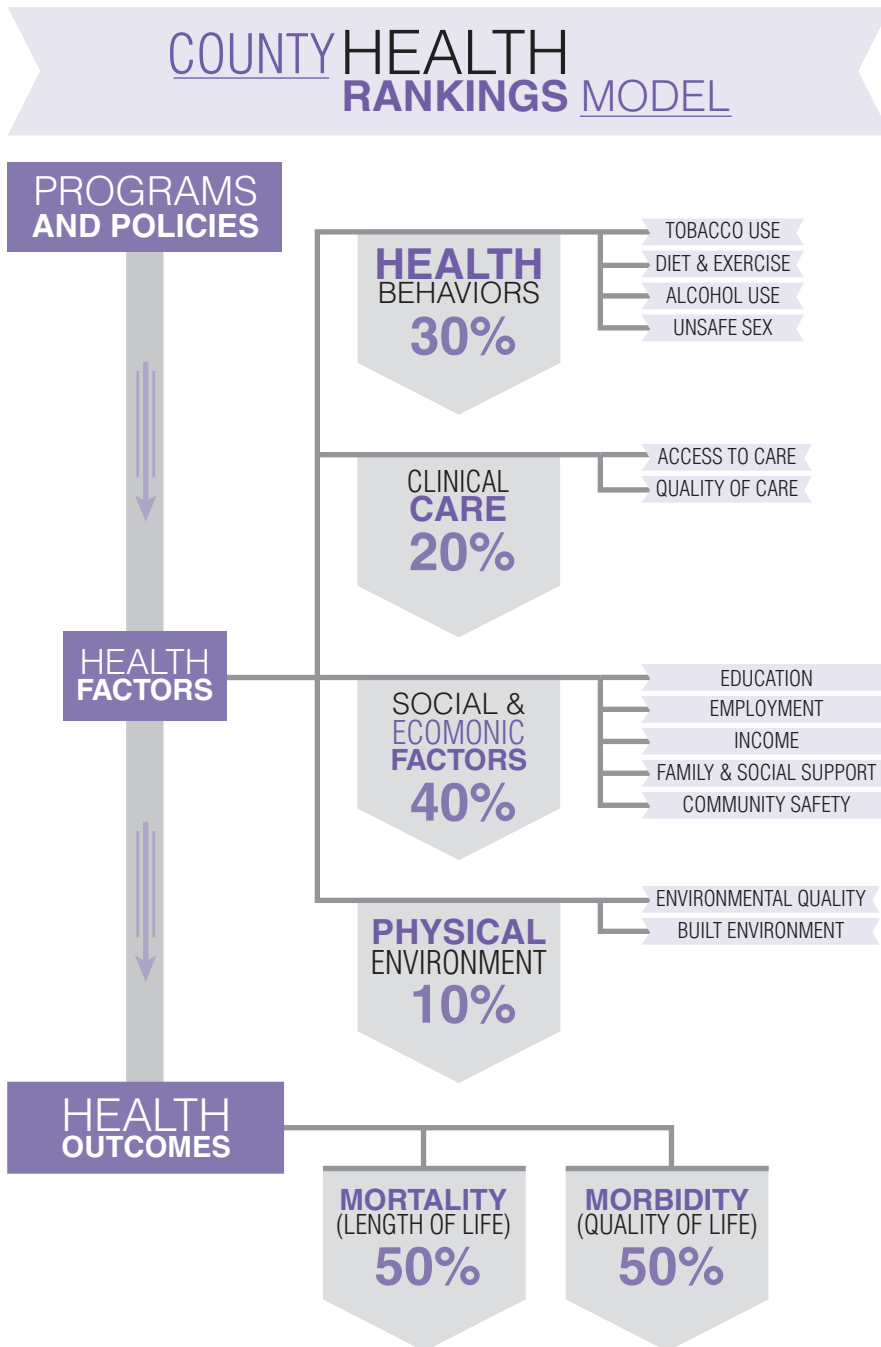 COUNTY HEALTH
RANKINGS MODEL
PROGRAMS
AND POLICIES
HEALTH
BEHAVIORS
30%
TOBACCO USE
DIET & EXERCISE
ALCOHOL USE
UNSAFE SEX
CLINICAL
CARE
20%
ACCESS TO CARE
QUALITY OF CARE
HEALTH
FACTORS
SOCIAL &
ECOMONIC
FACTORS
40%
EDUCATION
EMPLOYMENT
INCOME
FAMILY & SOCIAL SUPPORT
COMMUNITY SAFETY
PHYSICAL
ENVIRONMENT
10%
ENVIRONMENTAL QUALITY
BUILT ENVIRONMENT
HEALTH
OUTCOMES
MORTALITY
(LENGTH OF LIFE)
50%
MORBIDITY
(QUALITY OF LIFE)
50%